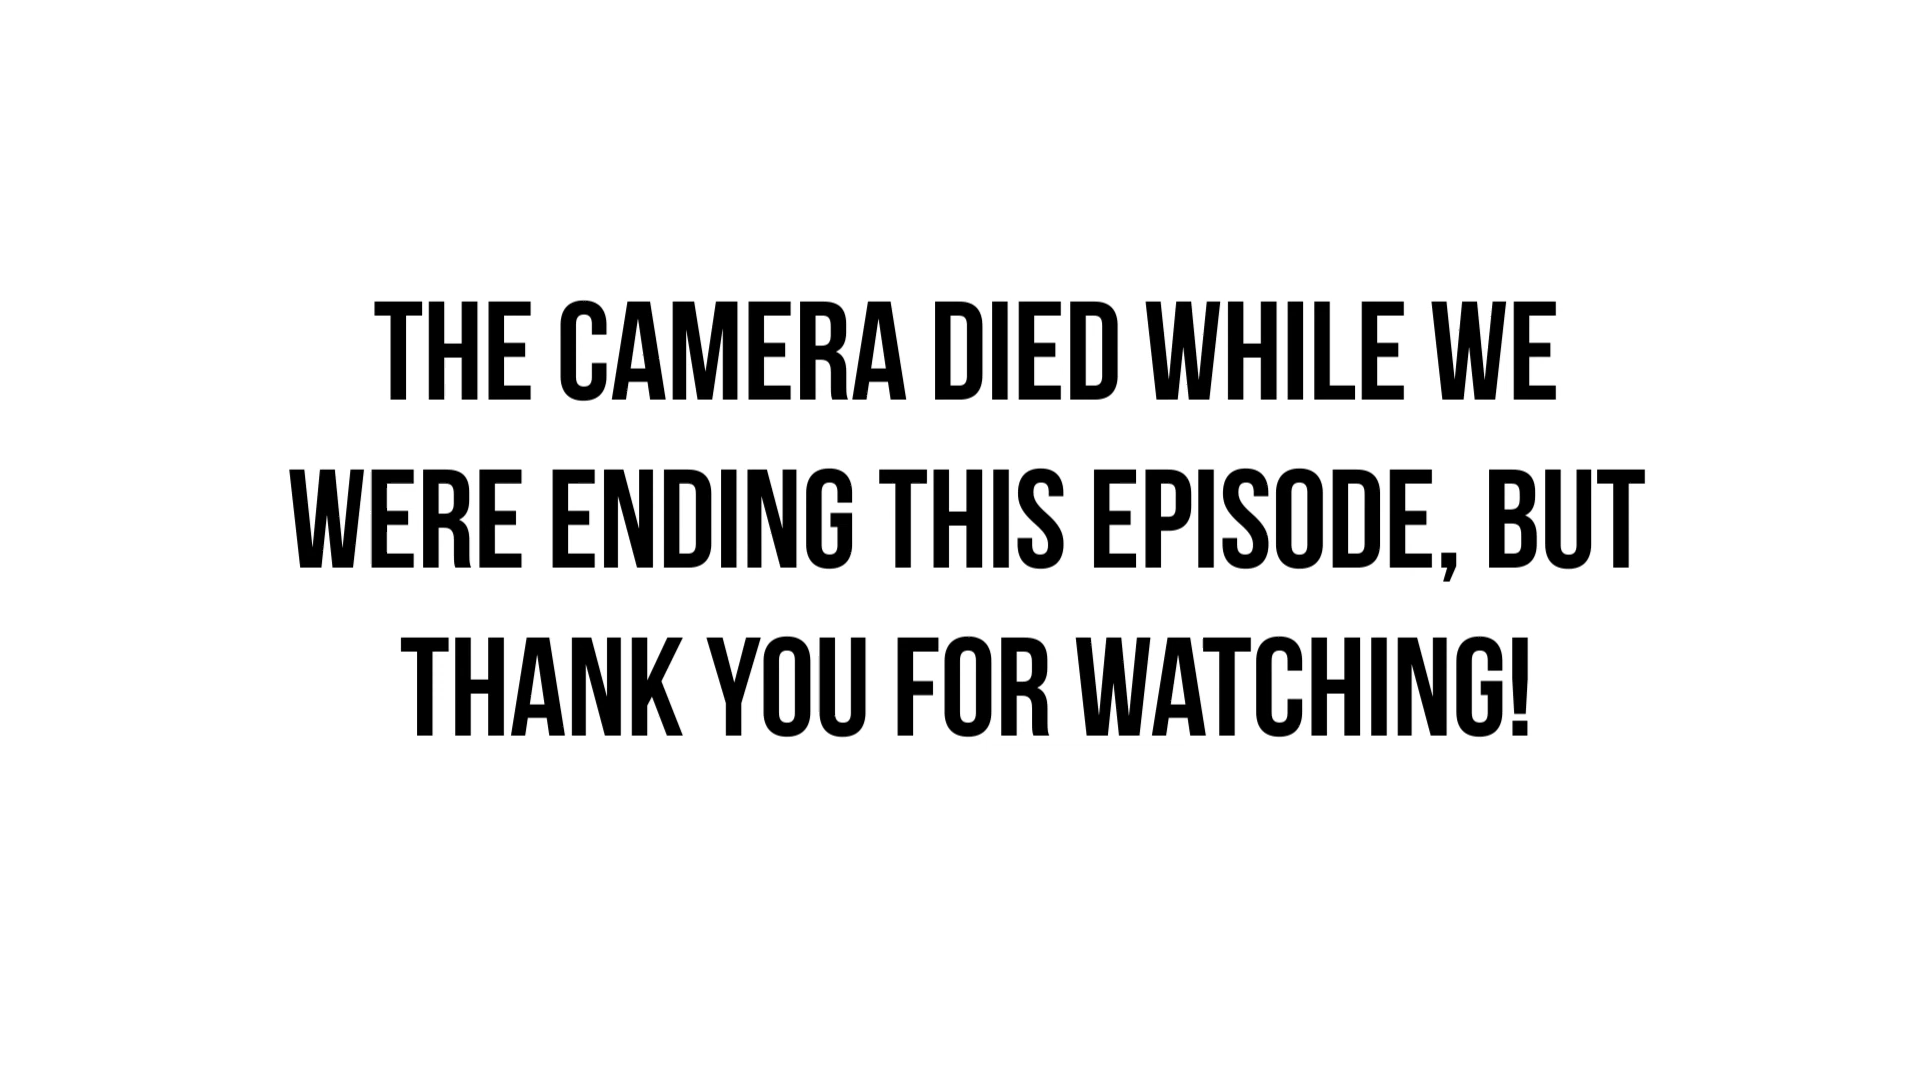 THE CAMERA DIED WHILE WE
WERE ENDING THIS EPISODE, BUT
THANK YOU FOR WATCHING!